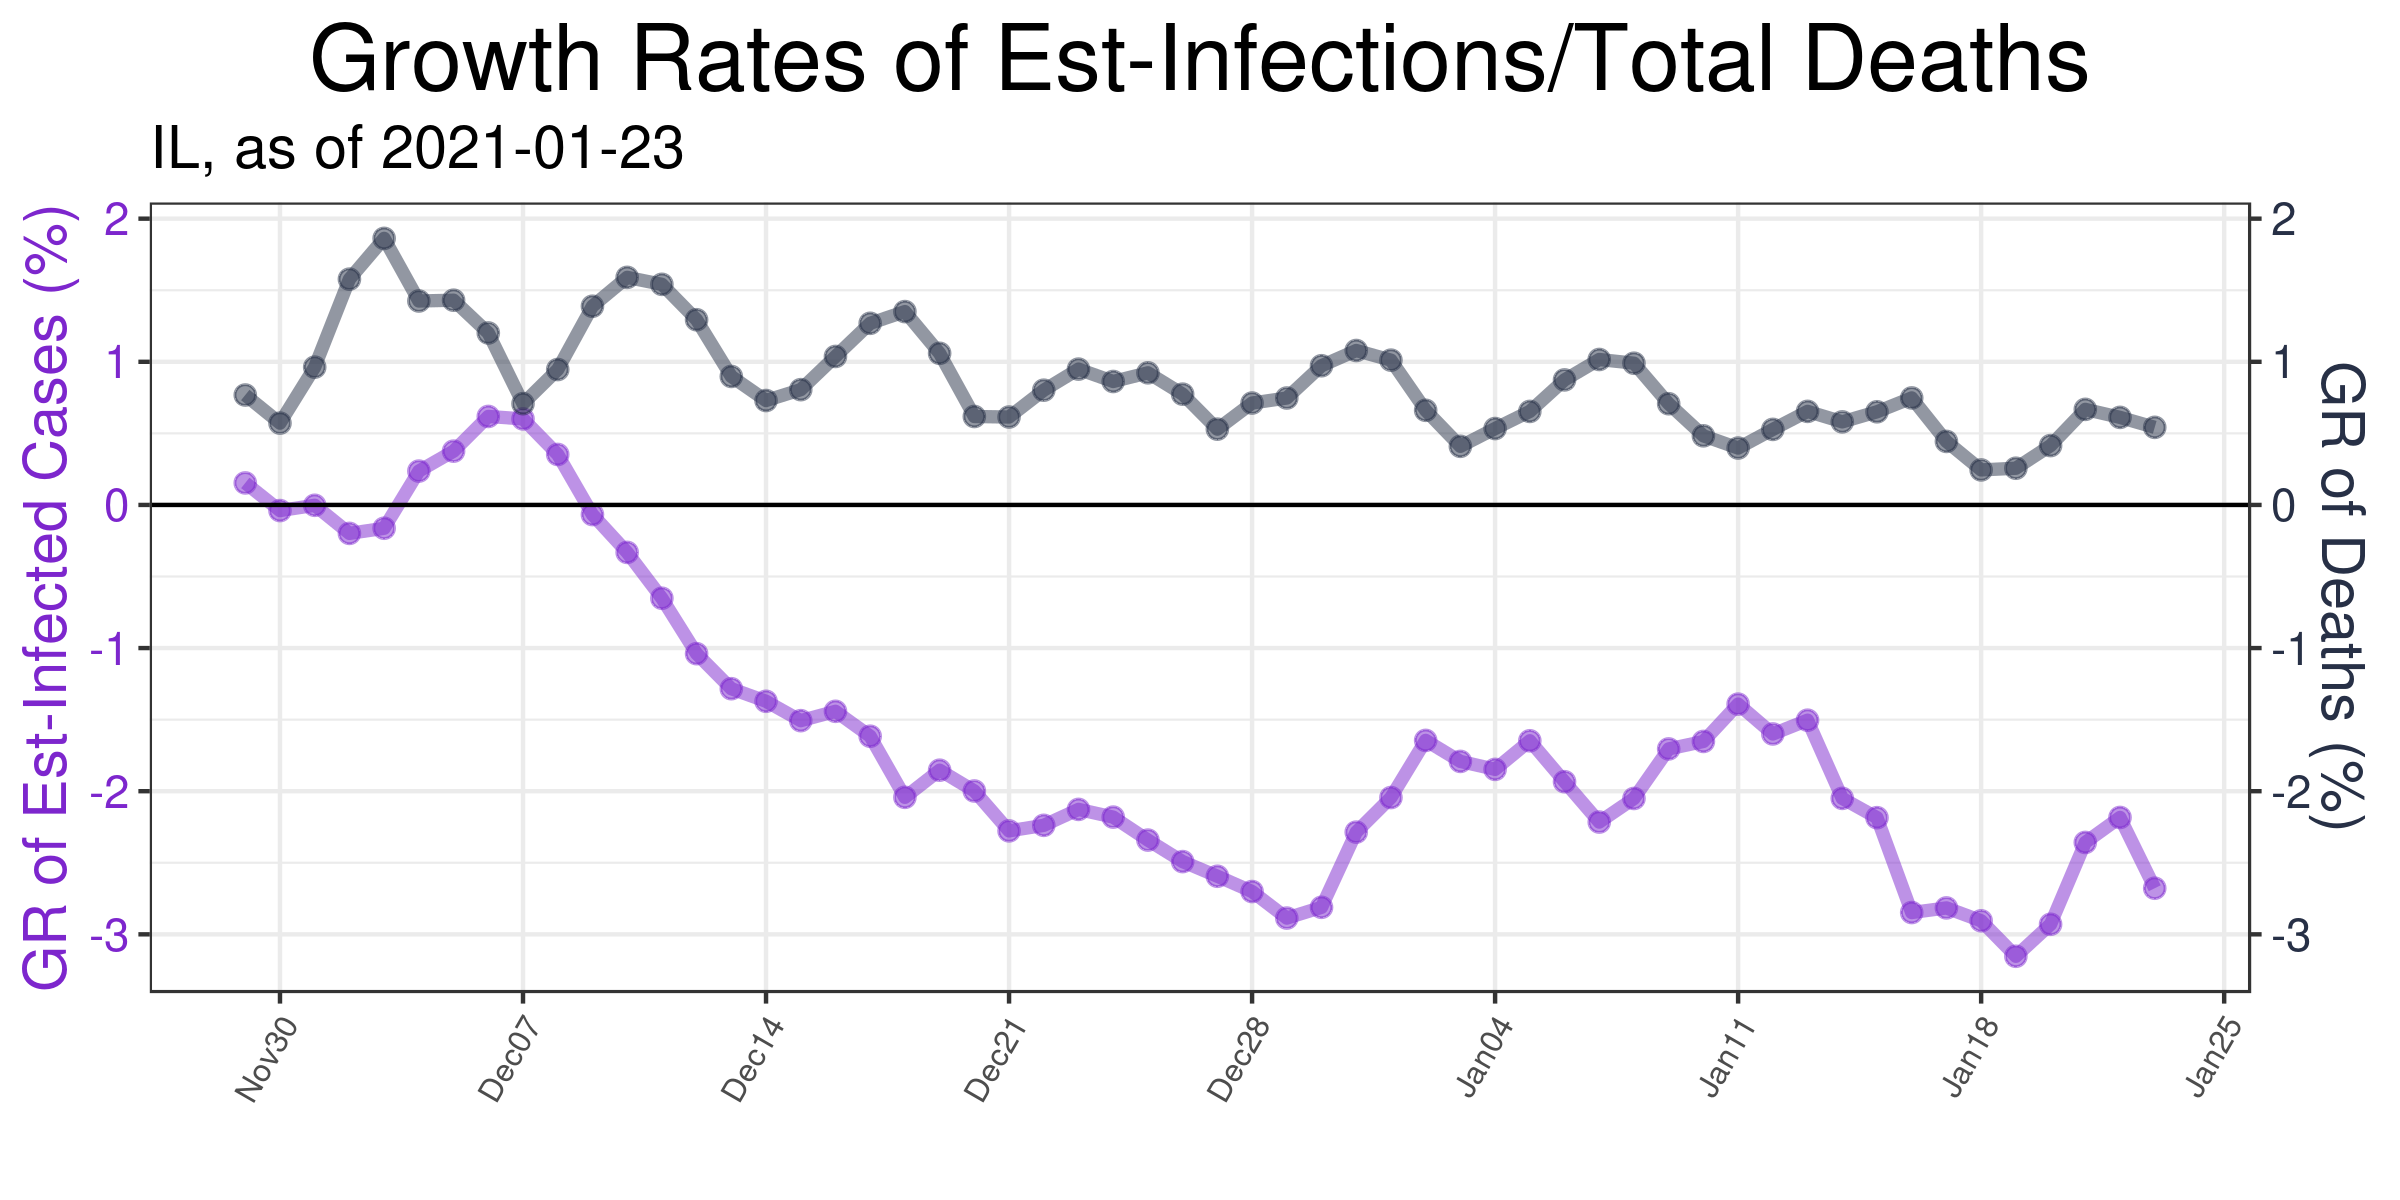 Growth Rates of Est-Infections/Total Deaths
IL, as of 2021-01-23
GR of Est-Infected Cases (%)
2
1
0
-1
-2
-3
2
1
0
-1
-2
-3
GR of Deaths (%)
Nov30
Dec07
Dec14
Dec21
Dec28
Jan04
Jan11
Jan18
Jan25